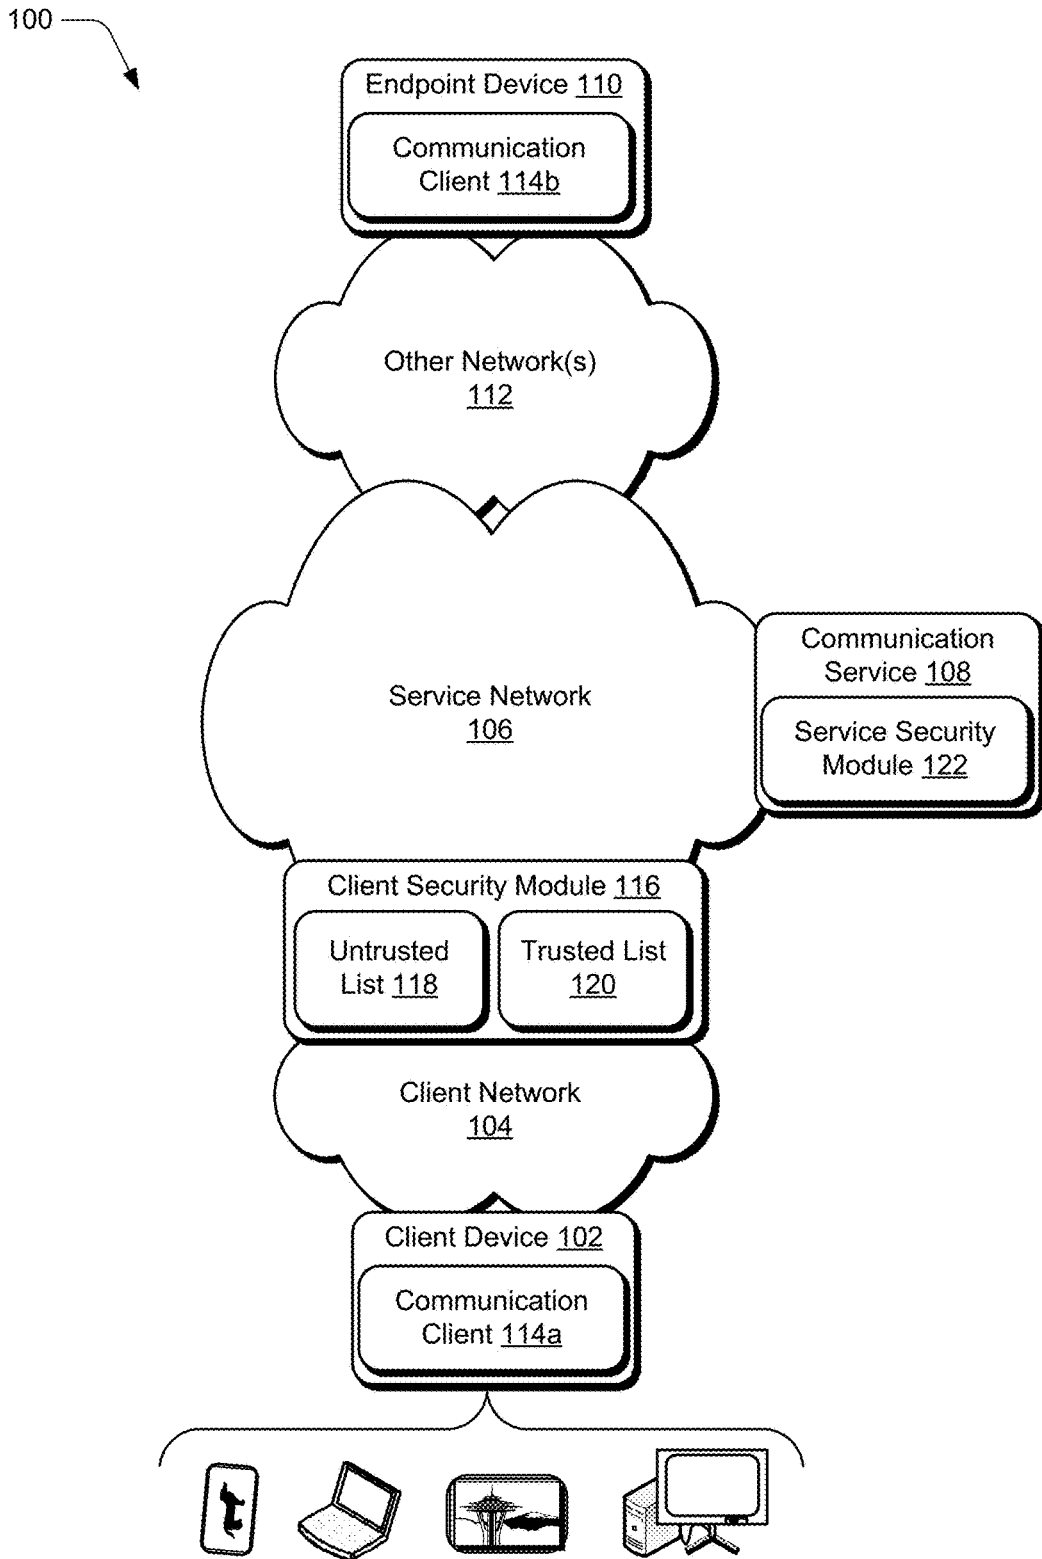 100
Endpoint Device 110
Communication
Client 114b
Other Network(s)
112
Service Network
106
Communication
Service 108
Service Security
Module 122
Client Security Module 116
Untrusted
List 118
Trusted List
120
Client Network
104
Client Device 102
Communication
Client 114a